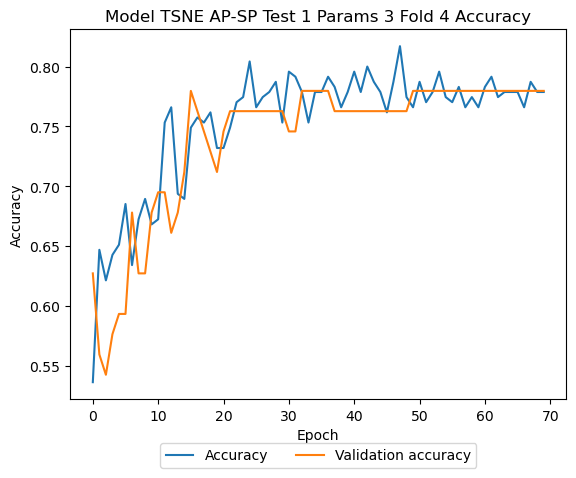 Model TSNE AP-SP Test 1 Params 3 Fold 4 Accuracy
0.80
0.75
0.70
0.65
0.60
0.55
Accuracy
0 10 20 30 40 50 60 70
Epoch
Accuracy Validation accuracy